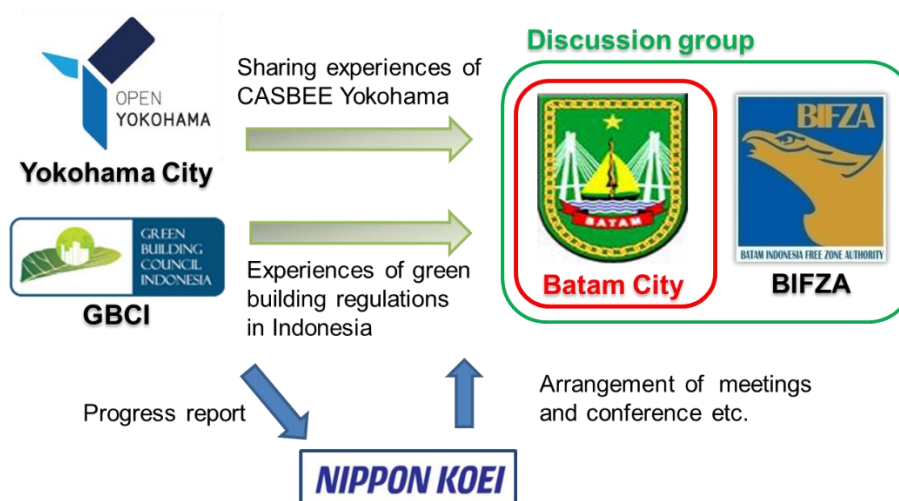 OPEN
YOKOHAMA
Yokohama City
Sharing experiences of
CASBEE Yokohama
Discussion group
BATAM
Batam City
BIFZA
BATAM INDONESIA FREE ZONE AUTHORITY
BIFZA
GREEN
BUILDING
COUNCIL
INDONESIA
GBCI
Experiences of green
building regulations
in Indonesia
Progress report
Arrangement of meetings
and conference etc.
NIPPON KOEI